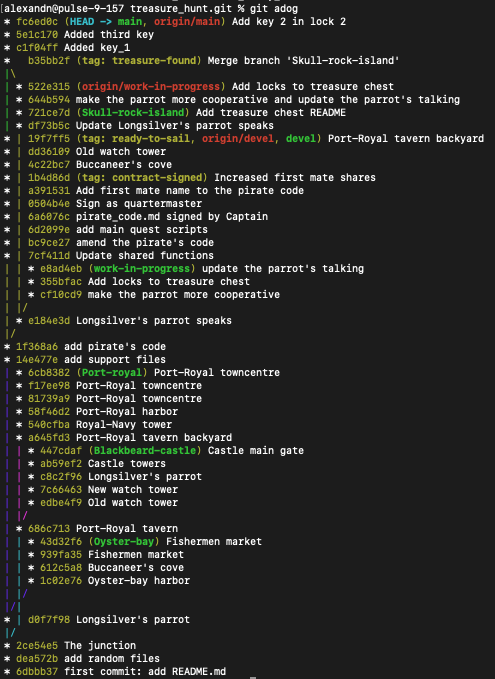 [alexandn@pulse-9-157 treasure_hunt.git % git adog
* fc6ed0c (HEAD -> main, origin/main) Add key 2 in lock 2
* 5e1c170 Added third key
* c1f04ff Added key_1
*   b35bb2f (tag: treasure-found) Merge branch 'Skull-rock-island'
|\
| * 522e315 (origin/work-in-progress) Add locks to treasure chest
| * 644b594 make the parrot more cooperative and update the parrot's talking
| * 721ce7d (Skull-rock-island) Add treasure chest README
| * df73b5c Update Longsilver's parrot speaks
* | 19f7ff5 (tag: ready-to-sail, origin/devel, devel) Port-Royal tavern backyard
* | dd36109 Old watch tower
* | 4c22bc7 Buccaneer's cove
* | 1b4d86d (tag: contract-signed) Increased first mate shares
* | a391531 Add first mate name to the pirate code
* | 0504b4e Sign as quartermaster
* | 6a6076c pirate_code.md signed by Captain
* | 6d2099e add main quest scripts
* | bc9ce27 amend the pirate's code
* | 7cf411d Update shared functions
| | * e8ad4eb (work-in-progress) update the parrot's talking
| | * 355bfac Add locks to treasure chest
| | * cf10cd9 make the parrot more cooperative
| |/
| * e184e3d Longsilver's parrot speaks
|/
* 1f368a6 add pirate's code
* 14e477e add support files
| * 6cb8382 (Port-royal) Port-Royal towncentre
| * f17ee98 Port-Royal towncentre
| * 81739a9 Port-Royal towncentre
| * 58f46d2 Port-Royal harbor
| * 540cfba Royal-Navy tower
| * a645fd3 Port-Royal tavern backyard
| | * 447cdaf (Blackbeard-castle) Castle main gate
| | * ab59ef2 Castle towers
| | * c8c2f96 Longsilver's parrot
| | * 7c66463 New watch tower
| | * edbe4f9 Old watch tower
| |/
| * 686c713 Port-Royal tavern
| | * 43d32f6 (Oyster-bay) Fishermen market
| | * 939fa35 Fishermen market
| | * 612c5a8 Buccaneer's cove
| | * 1c02e76 Oyster-bay harbor
| |/
|/|
* | d0f7f98 Longsilver's parrot
|/
* 2ce54e5 The junction
* dea572b add random files
* 6dbbb37 first commit: add README.md